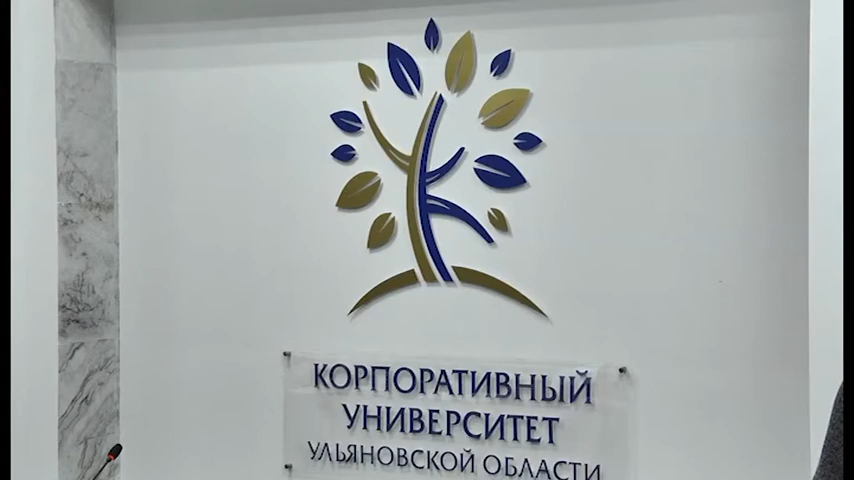 КОРПОРАТИВНЫЙ
УНИВЕРСИТЕТ
УЛЬЯНОВСКОЙ ОБЛАСТИ